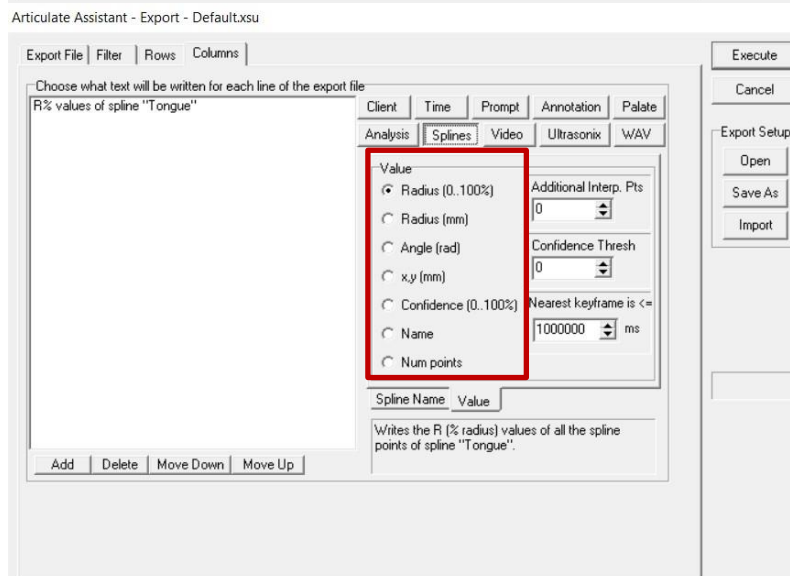 Articulate Assistant - Export - Default.xsu
Export File Filter Rows Columns
Execute
Cancel
Choose what text will be written for each line of the export file
R% values of spline "Tongue"
Client Time Prompt Annotation Palate
Analysis Splines Video Ultrasonix WAV
Export Setup
Open
Save As
Import
Value
Radius (0..100%)
Radius (mm)
Angle (rad)
x,y (mm)
Confidence (0..100%)
Name
Num points
Additional Interp. Pts
0
Confidence Thresh
0
Nearest keyframe is <=
1000000 ms
Spline Name Value
Writes the R (% radius) values of all the spline
points of spline "Tongue".
Add Delete Move Down Move Up